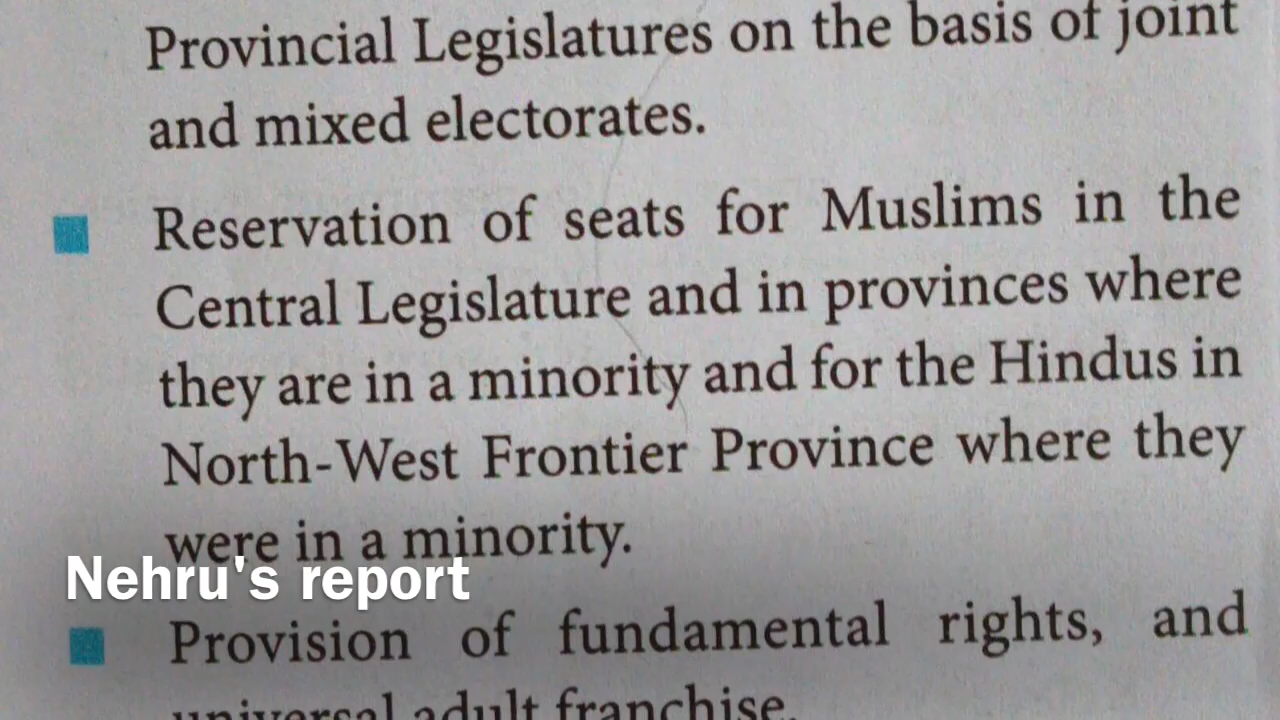 Provincial Legislatures on the basis of joint
and mixed electorates.
Reservation of seats for Muslims in the
Central Legislature and in provinces where
they are in a minority and for the Hindus in
North-West Frontier Province where they
were in a minority.
Nehru's report
Provision of fundamental rights, and
universal adult franchise.